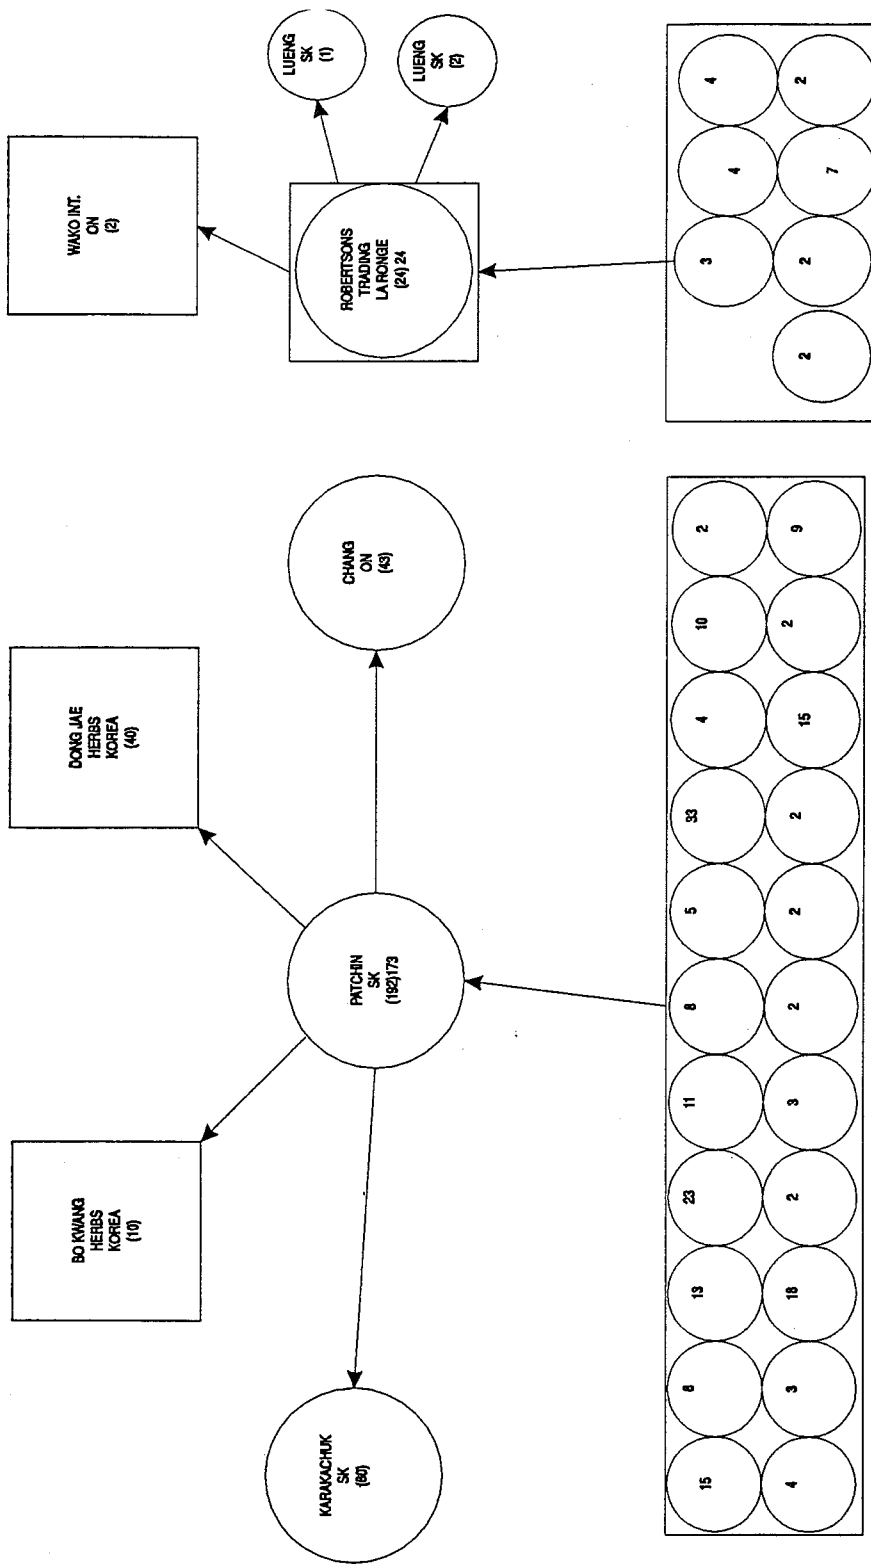 BO KWANG
HERBS
KOREA
(10)
DONG JAE
HERBS
KOREA
(40)
WAKO INT.
ON
(2)
KARAKACHUK
SK
(80)
PATCHIN
SK
(192)173
CHANG
ON
(43)
ROBERTSONS
TRADING
LA RONGE
(24) 24
LUENG
SK
(1)
LUENG
SK
(2)
15 8 13 23 11 8 5 33 4 10 2
4 3 18 2 3 2 2 2 15 2 9
3 4 4
2 2 7 2